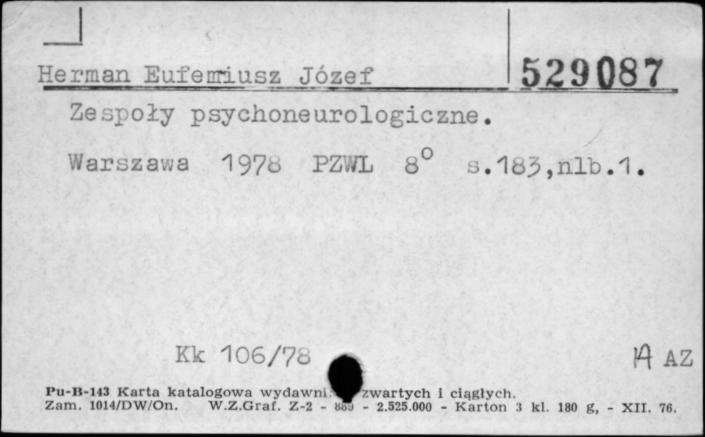 529087
Herman Eufemiusz Józef
Zespoły psychoneurologiczne.
Warszawa 1978 PZWL 8° s.183,nlb.1.
Kk 106/78 A AZ
Pu-B-143 Karta katalogowa wydawni. zwartych i ciągłych.
Zam. 1014/DW/On. W.Z.Graf. Z-2 - 889 - 2.525.000 - Karton 3 kl. 180 g, - XII. 76.